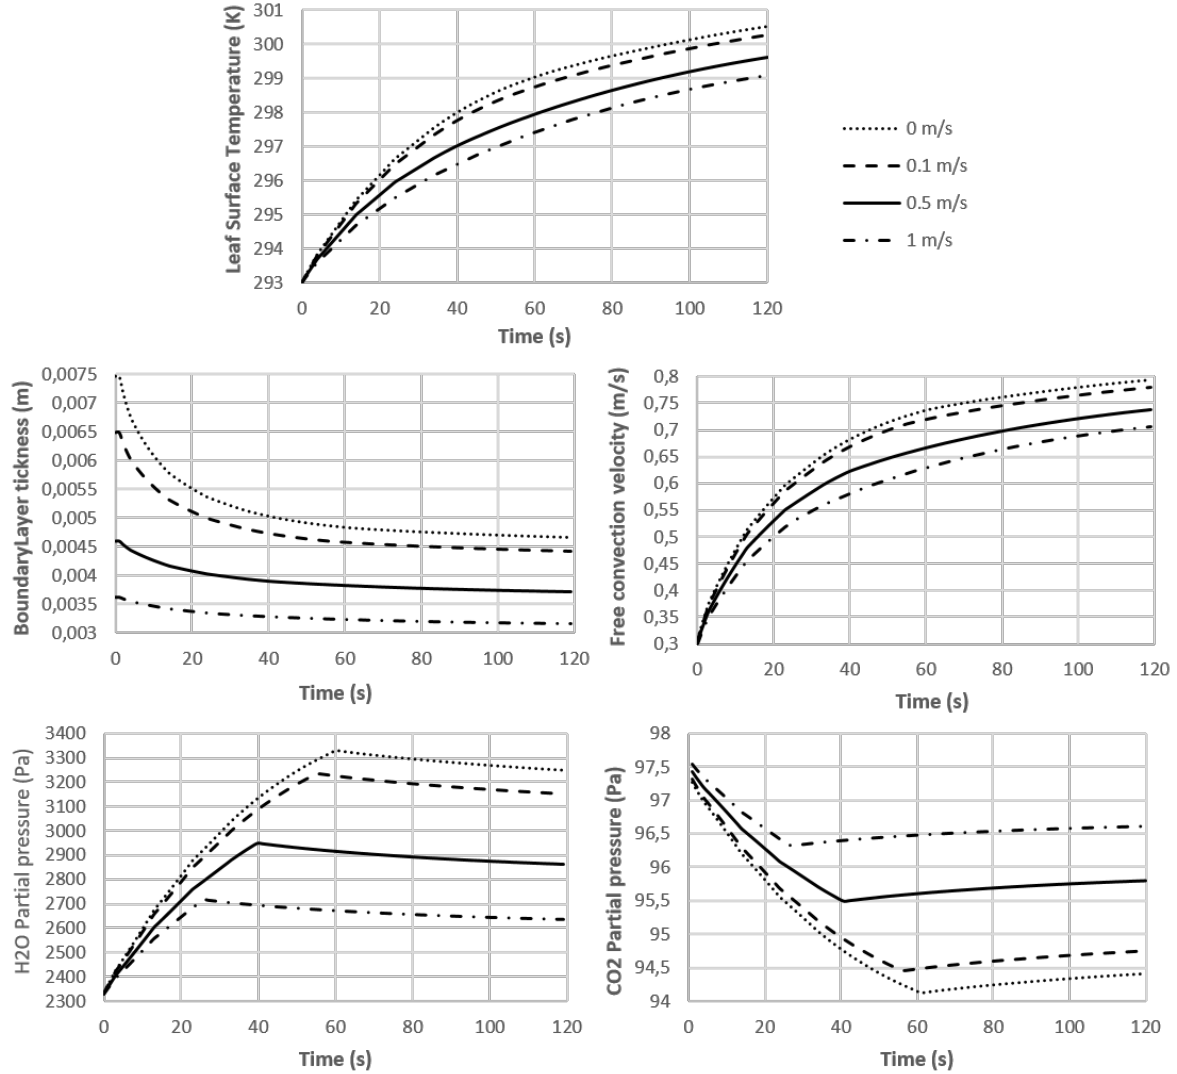 Leaf Surface Temperature (K)
301
300
299
298
297
296
295
294
293
0 20 40 60 80 100 120
Time (s)
0 m/s
0.1 m/s
0.5 m/s
1 m/s
BoundaryLayer tickness (m)
0,0075
0,007
0,0065
0,006
0,0055
0,005
0,0045
0,004
0,0035
0,003
0 20 40 60 80 100 120
Time (s)
Free convection velocity (m/s)
0,8
0,75
0,7
0,65
0,6
0,55
0,5
0,45
0,4
0,35
0,3
0 20 40 60 80 100 120
Time (s)
H2O Partial pressure (Pa)
3400
3300
3200
3100
3000
2900
2800
2700
2600
2500
2400
2300
0 20 40 60 80 100 120
Time (s)
CO2 Partial pressure (Pa)
98
97,5
97
96,5
96
95,5
95
94,5
94
0 20 40 60 80 100 120
Time (s)